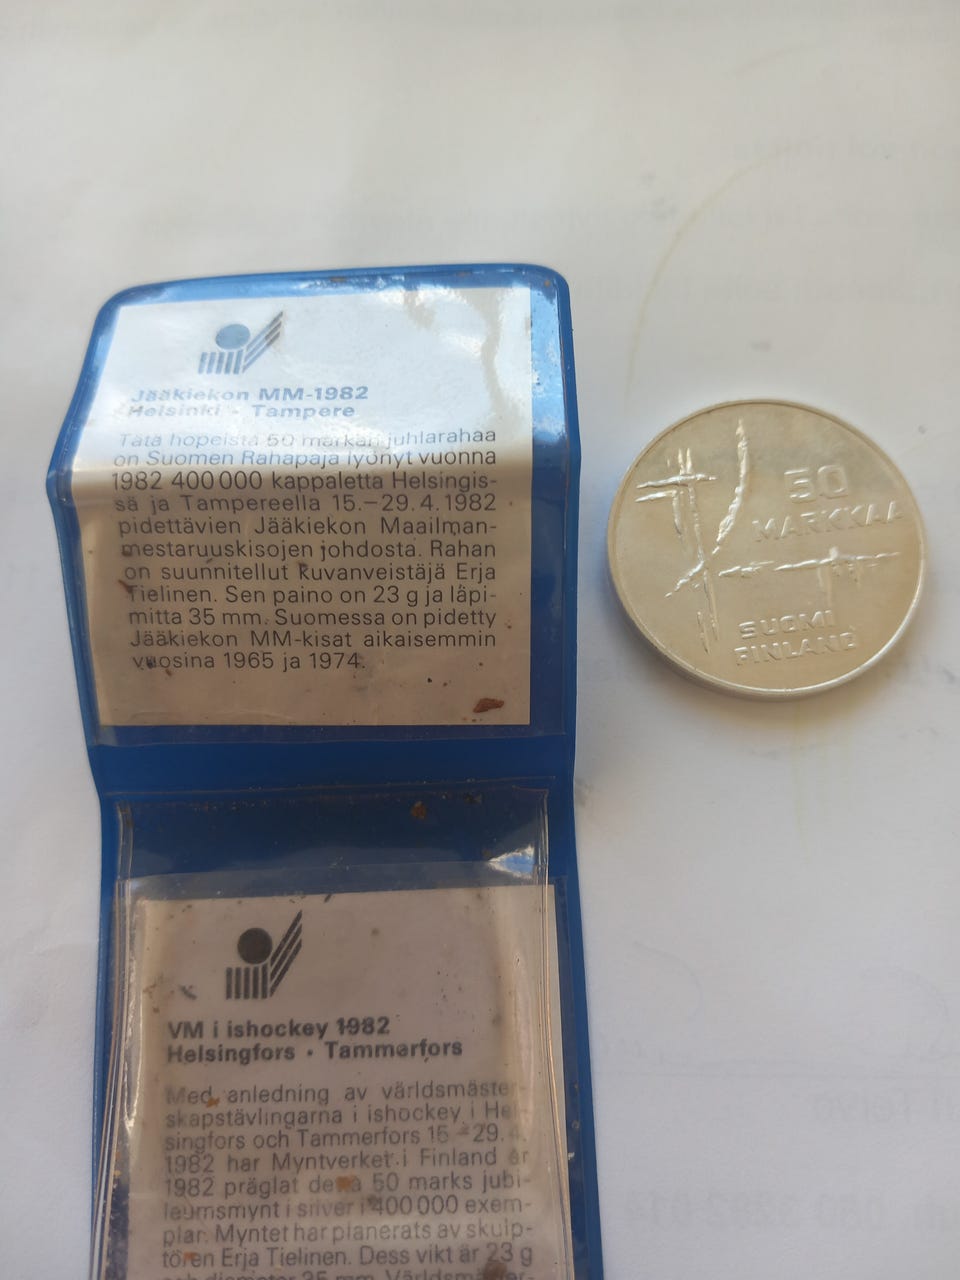 Jääkiekon MM-1982
Helsinki · Tampere
Tätä hopeista 50 markan juhlarahaa
on Suomen Rahapaja lyönyt vuonna
1982 400 000 kappaletta Helsingis-
sä ja Tampereella 15.–29.4.1982
pidettävien Jääkiekon Maailman-
mestaruuskisojen johdosta. Rahan
on suunnitellut kuvanveistäjä Erja
Tielinen. Sen paino on 23 g ja läpi-
mitta 35 mm. Suomessa on pidetty
Jääkiekon MM-kisat aikaisemmin
vuosina 1965 ja 1974.
50
MARKKAA
SUOMI
FINLAND
VM i ishockey 1982
Helsingfors · Tammerfors
Med anledning av världsmäster-
skapstävlingarna i ishockey i Hel-
singfors och Tammerfors 15–29.4.
1982 har Myntverket i Finland år
1982 präglat detta 50 marks jubi-
leumsmynt i silver i 400 000 exem-
plar. Myntet har planerats av skulp-
tören Erja Tielinen. Dess vikt är 23 g
och diameter 35 mm. Världsmäster-